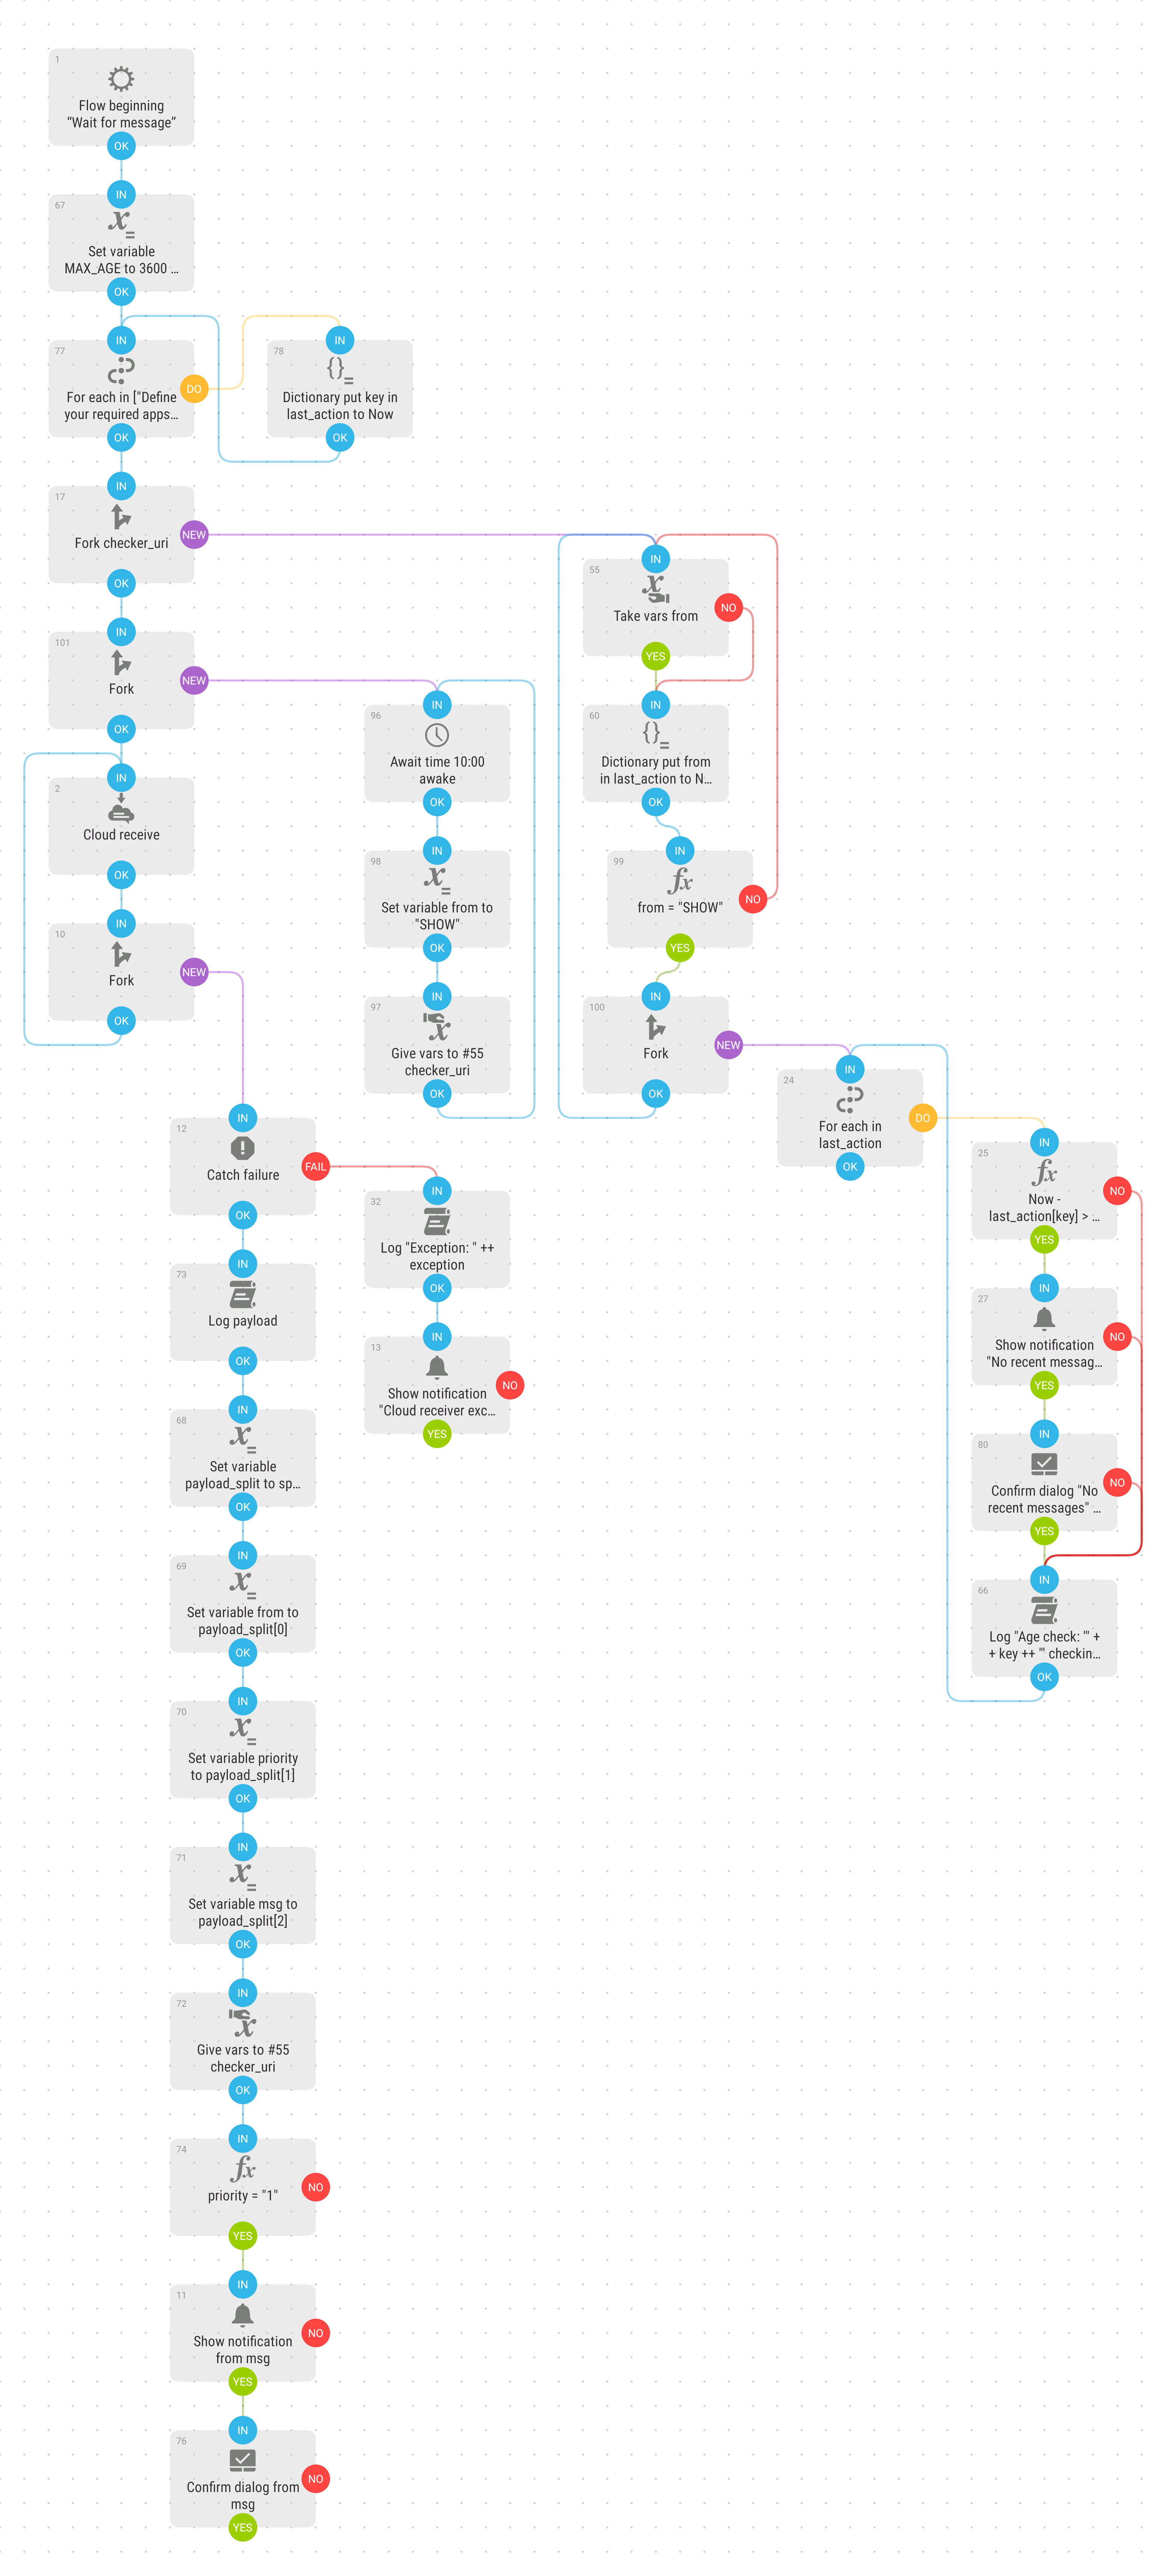 1
Flow beginning
“Wait for message”
OK
IN
67
Set variable
MAX_AGE to 3600 ...
OK
IN
77
For each in ["Define
your required apps...
DO
OK
IN
78
Dictionary put key in
last_action to Now
OK
IN
17
Fork checker_uri
NEW
OK
IN
101
Fork
NEW
OK
IN
2
Cloud receive
OK
IN
10
Fork
NEW
OK
IN
96
Await time 10:00
awake
OK
IN
98
Set variable from to
"SHOW"
OK
IN
97
Give vars to #55
checker_uri
OK
IN
55
Take vars from
NO
YES
IN
60
Dictionary put from
in last_action to N...
OK
IN
99
from = "SHOW"
NO
YES
IN
100
Fork
NEW
OK
IN
24
For each in
last_action
DO
OK
IN
25
Now -
last_action[key] > ...
NO
YES
IN
27
Show notification
"No recent messag...
NO
YES
IN
80
Confirm dialog "No
recent messages" ...
NO
YES
IN
66
Log "Age check: '" +
+ key ++ "' checkin...
OK
IN
12
Catch failure
FAIL
OK
IN
32
Log "Exception: " ++
exception
OK
IN
13
Show notification
"Cloud receiver exc...
NO
YES
IN
73
Log payload
OK
IN
68
Set variable
payload_split to sp...
OK
IN
69
Set variable from to
payload_split[0]
OK
IN
70
Set variable priority
to payload_split[1]
OK
IN
71
Set variable msg to
payload_split[2]
OK
IN
72
Give vars to #55
checker_uri
OK
IN
74
priority = "1"
NO
YES
IN
11
Show notification
from msg
NO
YES
IN
76
Confirm dialog from
msg
NO
YES